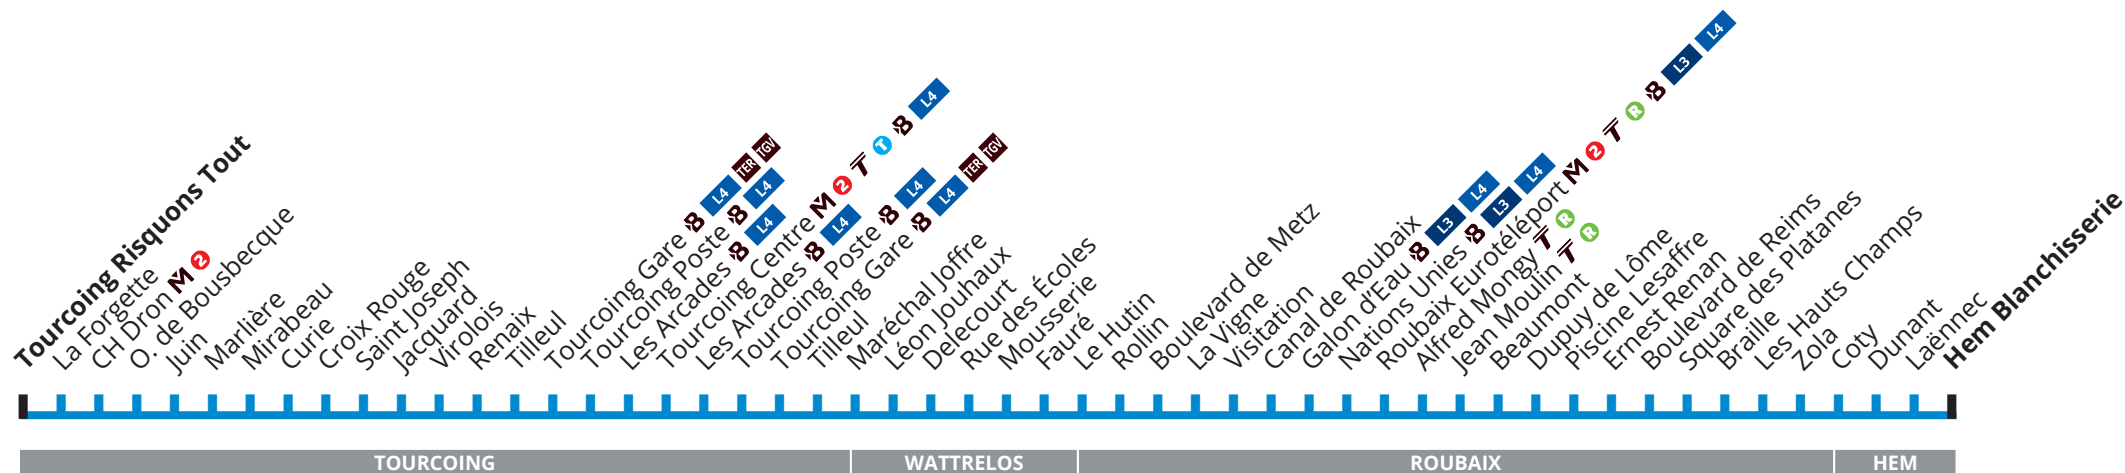 Tourcoing Risquons Tout
La Forgette
CH Dron M 2
O. de Bousbecque
Juin
Marlière
Mirabeau
Curie
Croix Rouge
Saint Joseph
Jacquard
Virolois
Renaix
Tilleul
Tourcoing Gare B L4 TER TGV
Tourcoing Poste B L4
Les Arcades B L4
Tourcoing Centre M 2 T T B L4
Les Arcades B L4
Tourcoing Poste B L4
Tourcoing Gare B L4 TER TGV
Tilleul
Maréchal Joffre
Léon Jouhaux
Delecourt
Rue des Écoles
Mousserie
Fauré
Le Hutin
Rollin
Boulevard de Metz
La Vigne
Visitation
Canal de Roubaix
Galon d'Eau B L3 L4
Nations Unies B L3 L4
Roubaix Eurotéléport M 2 T R B L3 L4
Alfred Mongy T R
Jean Moulin T R
Beaumont
Dupuy de Lôme
Piscine Lesaffre
Ernest Renan
Boulevard de Reims
Square des Platanes
Braille
Les Hauts Champs
Zola
Coty
Dunant
Laënnec
Hem Blanchisserie
TOURCOING
WATTRELOS
ROUBAIX
HEM